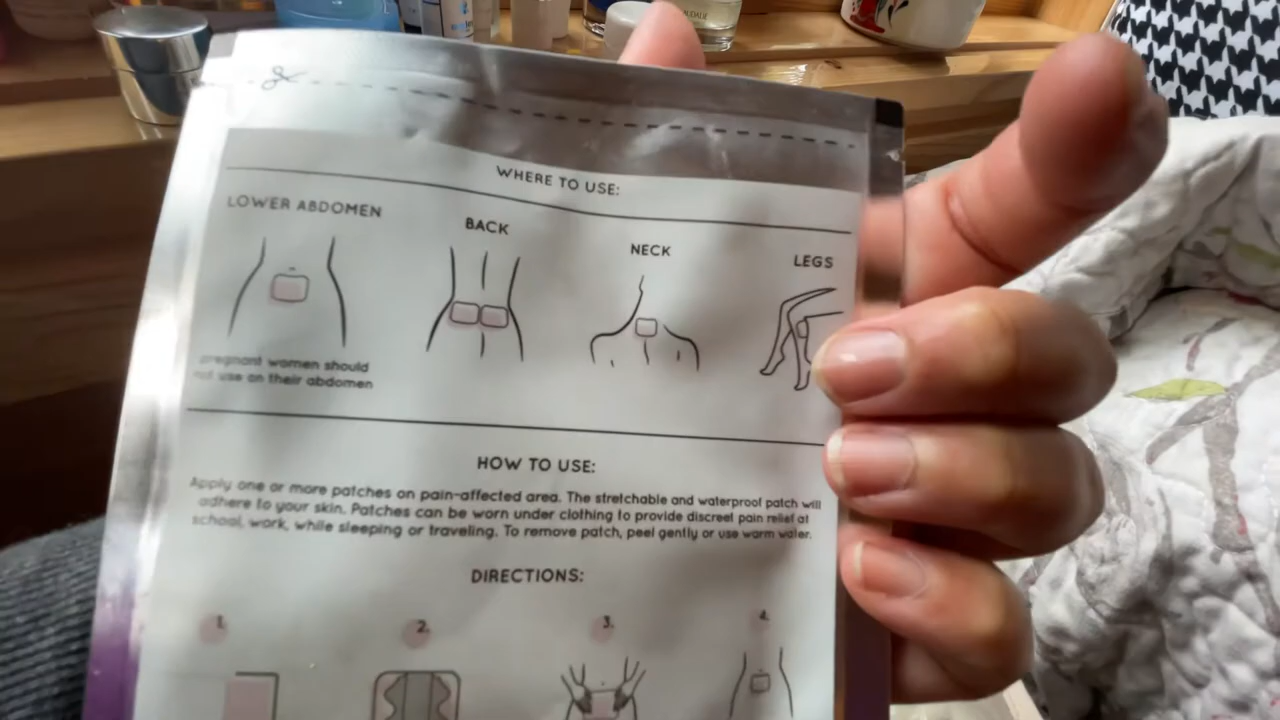 WHERE TO USE:
LOWER ABDOMEN
BACK
NECK
LEGS
pregnant women should
not use on their abdomen
HOW TO USE:
Apply one or more patches on pain-affected area. The stretchable and waterproof patch will
adhere to your skin. Patches can be worn under clothing to provide discreet pain relief at
school, work, while sleeping or traveling. To remove patch, peel gently or use warm water.
DIRECTIONS:
1.
2.
3.
4.